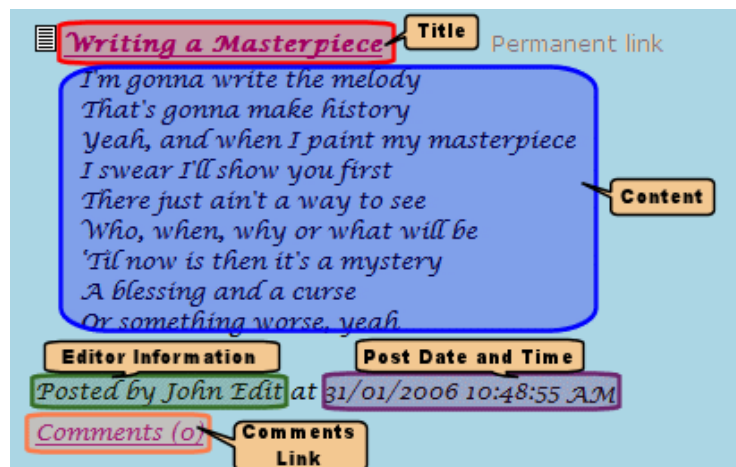 Writing a Masterpiece Title Permanent link
I'm gonna write the melody
That's gonna make history
Yeah, and when I paint my masterpiece
I swear I'll show you first
There just ain't a way to see
Content
Who, when, why or what will be
'Til now is then it's a mystery
A blessing and a curse
Or something worse, yeah
Editor Information Post Date and Time
Posted by John Edit at 31/01/2006 10:48:55 AM
Comments (0) Comments
Link